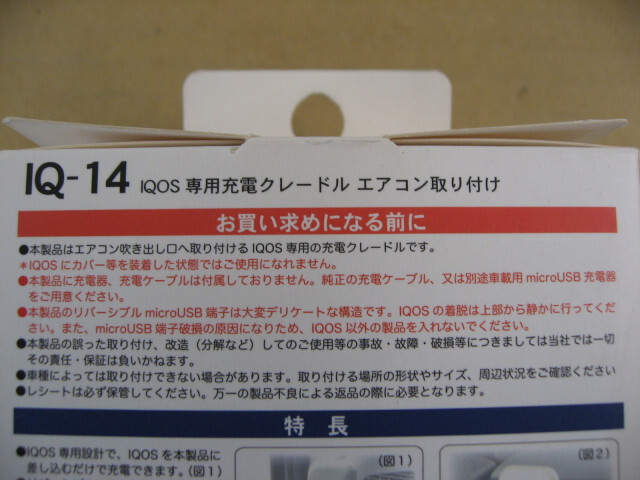 IQ-14 IQOS 専用充電クレードル エアコン取り付け
お買い求めになる前に
●本製品はエアコン吹き出し口へ取り付ける IQOS 専用の充電クレードルです。
＊IQOS にカバー等を装着した状態ではご使用になれません。
●本製品に充電器、充電ケーブルは付属しておりません。純正の充電ケーブル、又は別途車載用 microUSB 充電器
をご用意ください。
●本製品のリバーシブル microUSB 端子は大変デリケートな構造です。IQOS の着脱は上部から静かに行ってくだ
さい。また、microUSB 端子破損の原因になりため、IQOS 以外の製品を入れないでください。
●本製品の誤った取り付け、改造（分解など）してのご使用等の事故・故障・破損等につきましては当社では一切
その責任・保証は負いかねます。
●車種によっては取り付けできない場合があります。取り付ける場所の形状やサイズ、周辺状況をご確認ください
●レシートは必ず保管してください。万一の製品不良による返品の際に必要となります。
特長
●IQOS 専用設計で、IQOS を本製品に
差し込むだけで充電できます。（図1）
（図1）
（図2）